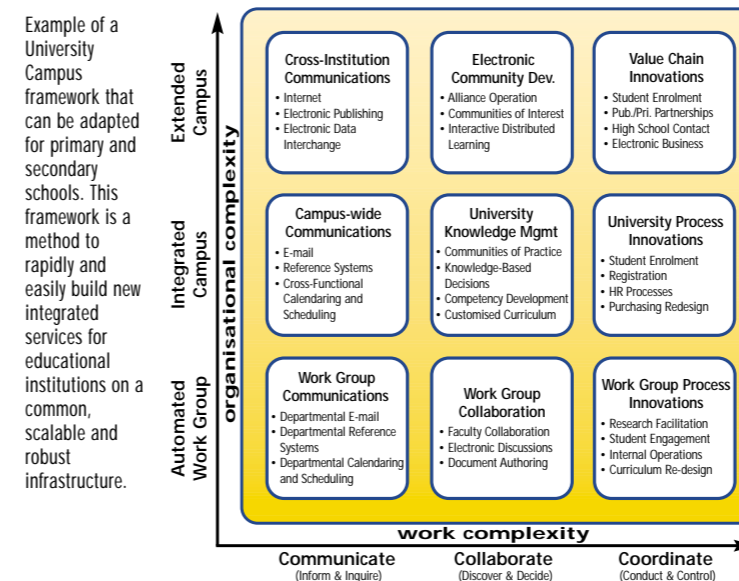 Example of a
University
Campus
framework that
can be adapted
for primary and
secondary
schools. This
framework is a
method to
rapidly and
easily build new
integrated
services for
educational
institutions on a
common,
scalable and
robust
infrastructure.
organisational complexity
Extended
Campus
Cross-Institution
Communications
• Internet
• Electronic Publishing
• Electronic Data
Interchange
Electronic
Community Dev.
• Alliance Operation
• Communities of Interest
• Interactive Distributed
Learning
Value Chain
Innovations
• Student Enrolment
• Pub./Pri. Partnerships
• High School Contact
• Electronic Business
Integrated
Campus
Campus-wide
Communications
• E-mail
• Reference Systems
• Cross-Functional
Calendaring and
Scheduling
University
Knowledge Mgmt
• Communities of Practice
• Knowledge-Based
Decisions
• Competency Development
• Customised Curriculum
University Process
Innovations
• Student Enrolment
• Registration
• HR Processes
• Purchasing Redesign
Automated
Work Group
Work Group
Communications
• Departmental E-mail
• Departmental Reference
Systems
• Departmental Calendaring
and Scheduling
Work Group
Collaboration
• Faculty Collaboration
• Electronic Discussions
• Document Authoring
Work Group Process
Innovations
• Research Facilitation
• Student Engagement
• Internal Operations
• Curriculum Re-design
work complexity
Communicate
(Inform & Inquire)
Collaborate
(Discover & Decide)
Coordinate
(Conduct & Control)